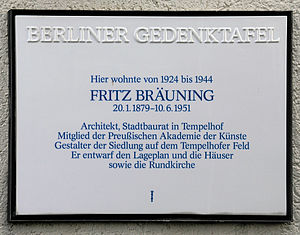 BERLINER GEDENKTAFEL
Hier wohnte von 1924 bis 1944
FRITZ BRÄUNING
20.1.1879–10.6.1951
Architekt, Stadtbaurat in Tempelhof
Mitglied der Preußischen Akademie der Künste
Gestalter der Siedlung auf dem Tempelhofer Feld
Er entwarf den Lageplan und die Häuser
sowie die Rundkirche